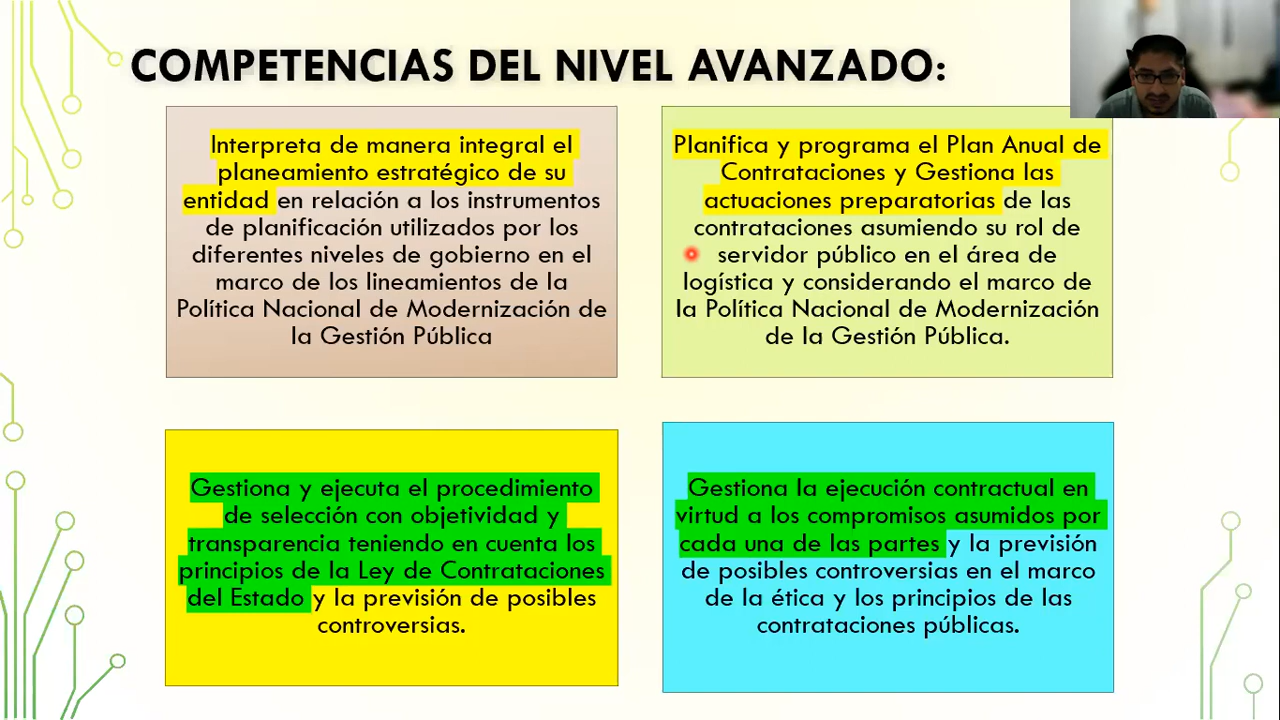 COMPETENCIAS DEL NIVEL AVANZADO:
Interpreta de manera integral el
planeamiento estratégico de su
entidad en relación a los instrumentos
de planificación utilizados por los
diferentes niveles de gobierno en el
marco de los lineamientos de la
Política Nacional de Modernización de
la Gestión Pública
Planifica y programa el Plan Anual de
Contrataciones y Gestiona las
actuaciones preparatorias de las
contrataciones asumiendo su rol de
servidor público en el área de
logística y considerando el marco de
la Política Nacional de Modernización
de la Gestión Pública.
Gestiona y ejecuta el procedimiento
de selección con objetividad y
transparencia teniendo en cuenta los
principios de la Ley de Contrataciones
del Estado y la previsión de posibles
controversias.
Gestiona la ejecución contractual en
virtud a los compromisos asumidos por
cada una de las partes y la previsión
de posibles controversias en el marco
de la ética y los principios de las
contrataciones públicas.